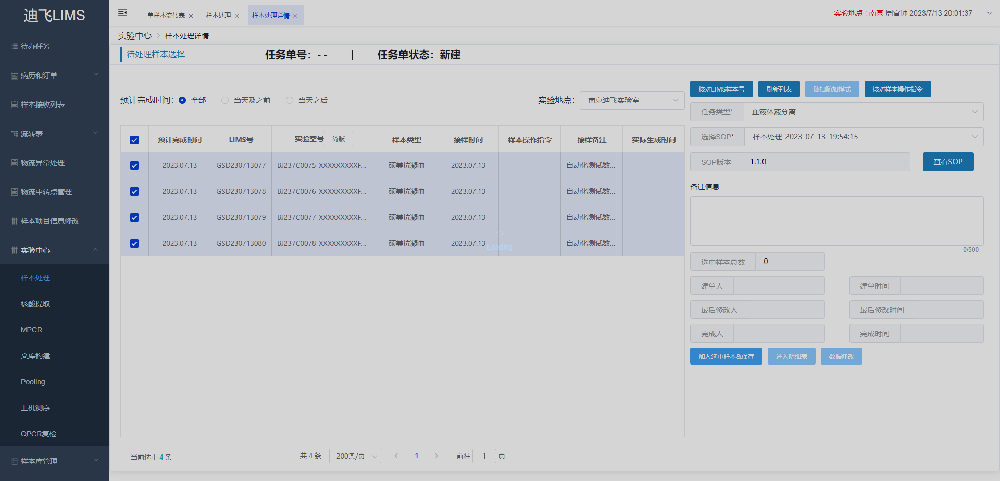 迪飞LIMS
待办任务
病历和订单
样本接收列表
流转表
物流异常处理
物流中转点管理
样本项目信息修改
实验中心
样本处理
核酸提取
MPCR
文库构建
Pooling
上机测序
QPCR复检
样本库管理
单样本流转表 样本处理 样本处理详情
实验地点 : 南京 周官钟 2023/7/13 20:01:37
实验中心 样本处理详情
待处理样本选择 任务单号：- - | 任务单状态：新建
预计完成时间： 全部 当天及之前 当天之后 实验地点： 南京迪飞实验室
预计完成时间 LIMS号 实验室号 简版 样本类型 接样时间 样本操作指令 接样备注 实际生成时间
2023.07.13 GSD230713077 BJ237C0075-XXXXXXXXXF... 硕美抗凝血 2023.07.13 自动化测试数...
2023.07.13 GSD230713078 BJ237C0076-XXXXXXXXXF... 硕美抗凝血 2023.07.13 自动化测试数...
2023.07.13 GSD230713079 BJ237C0077-XXXXXXXXXF... 硕美抗凝血 2023.07.13 自动化测试数...
2023.07.13 GSD230713080 BJ237C0078-XXXXXXXXXF... 硕美抗凝血 2023.07.13 自动化测试数...
Loading
当前选中 4 条 共 4 条 200条/页 1 前往 1 页
核对LIMS样本号 刷新列表 随扫随加模式 核对样本操作指令
任务类型* 血液体液分离
选择SOP* 样本处理_2023-07-13-19:54:15
SOP版本 1.1.0 查看SOP
备注信息
0/500
选中样本总数 0
建单人 建单时间
最后修改人 最后修改时间
完成人 完成时间
加入选中样本&保存 进入明细表 数据修改